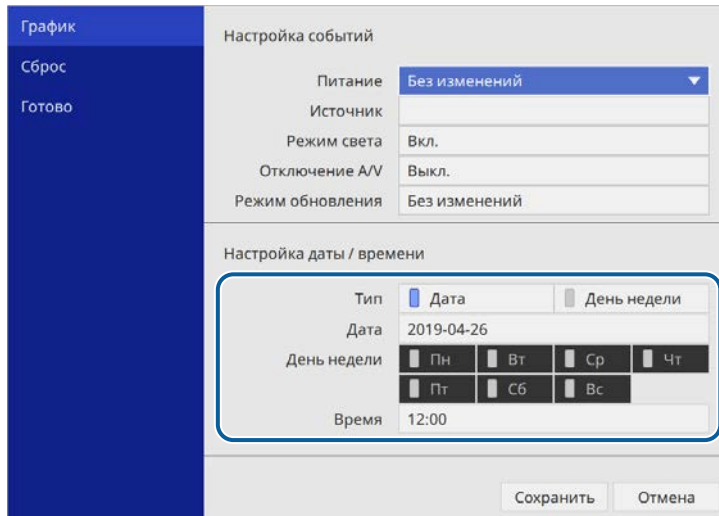 График
Сброс
Готово
Настройка событий
Питание Без изменений
Источник
Режим света Вкл.
Отключение A/V Выкл.
Режим обновления Без изменений
Настройка даты / времени
Тип Дата День недели
Дата 2019-04-26
День недели Пн Вт Ср Чт
Пт Сб Вс
Время 12:00
Сохранить Отмена